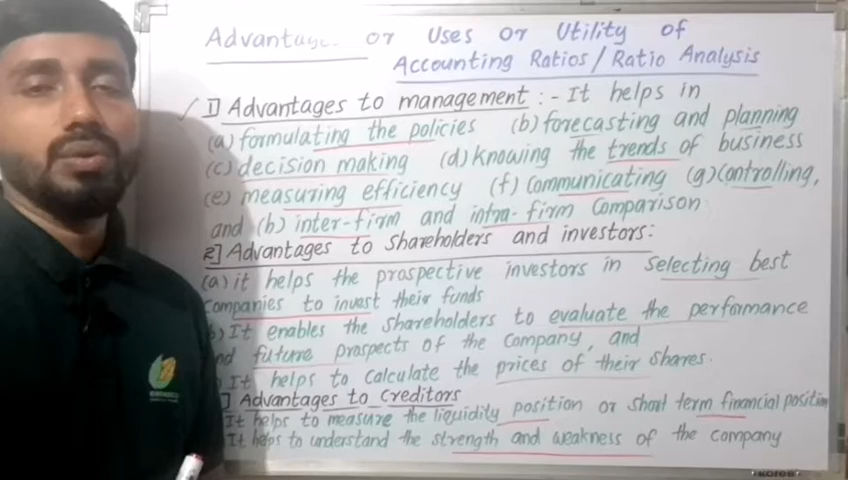 Advantage or Uses or Utility of
Accounting Ratios/Ratio Analysis
1] Advantages to management :- It helps in
(a) formulating the policies (b) forecasting and planning
(c) decision making (d) Knowing the trends of business
(e) measuring efficiency (f) Communicating (g) Controlling,
and (h) inter-firm and intra-firm Comparison
2] Advantages to Shareholders and investors:
(a) it helps the prospective investors in selecting best
Companies to invest their funds
b) It enables the Shareholders to evaluate the performance
nd future prospects of the Company, and
) It helps to Calculate the prices of their Shares.
] Advantages to Creditors
It helps to measure the liquidity position or Short term financial position
It helps to understand the strength and weakness of the Company